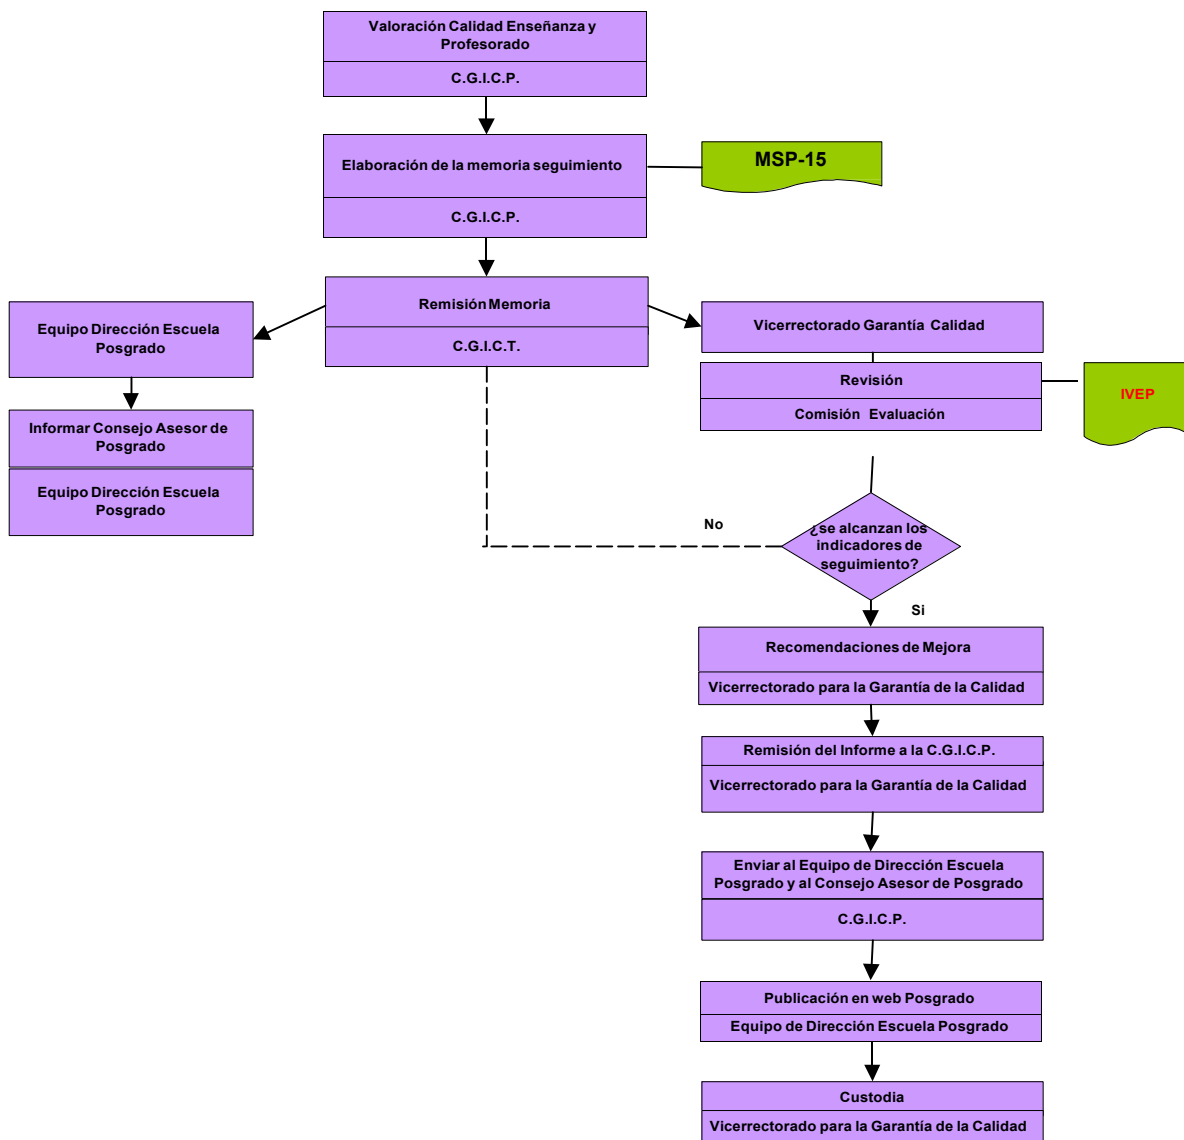 Valoración Calidad Enseñanza y
Profesorado
C.G.I.C.P.
Elaboración de la memoria seguimiento
C.G.I.C.P.
MSP-15
Remisión Memoria
C.G.I.C.T.
Equipo Dirección Escuela
Posgrado
Informar Consejo Asesor de
Posgrado
Equipo Dirección Escuela
Posgrado
Vicerrectorado Garantía Calidad
Revisión
Comisión Evaluación
IVEP
No
¿se alcanzan los
indicadores de
seguimiento?
Si
Recomendaciones de Mejora
Vicerrectorado para la Garantía de la Calidad
Remisión del Informe a la C.G.I.C.P.
Vicerrectorado para la Garantía de la Calidad
Enviar al Equipo de Dirección Escuela
Posgrado y al Consejo Asesor de Posgrado
C.G.I.C.P.
Publicación en web Posgrado
Equipo de Dirección Escuela Posgrado
Custodia
Vicerrectorado para la Garantía de la Calidad